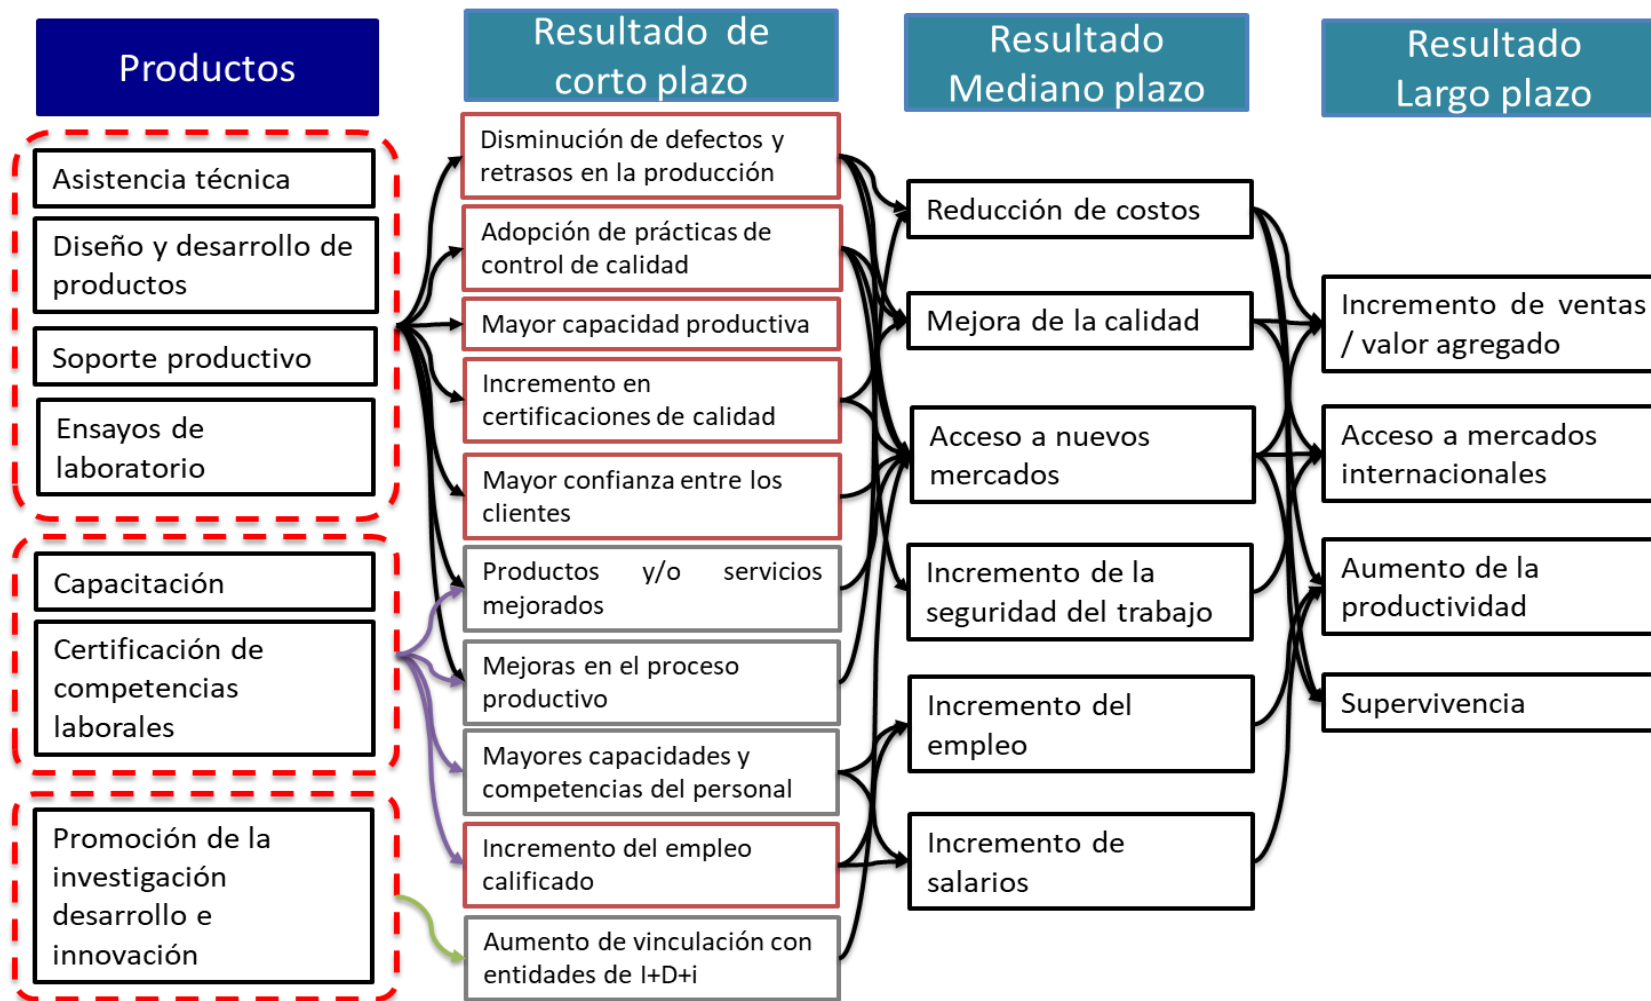 Productos
Asistencia técnica
Diseño y desarrollo de
productos
Soporte productivo
Ensayos de
laboratorio
Capacitación
Certificación de
competencias
laborales
Promoción de la
investigación
desarrollo e
innovación
Resultado de
corto plazo
Disminución de defectos y
retrasos en la producción
Adopción de prácticas de
control de calidad
Mayor capacidad productiva
Incremento en
certificaciones de calidad
Mayor confianza entre los
clientes
Productos y/o servicios
mejorados
Mejoras en el proceso
productivo
Mayores capacidades y
competencias del personal
Incremento del empleo
calificado
Aumento de vinculación con
entidades de I+D+i
Resultado
Mediano plazo
Reducción de costos
Mejora de la calidad
Acceso a nuevos
mercados
Incremento de la
seguridad del trabajo
Incremento del
empleo
Incremento de
salarios
Resultado
Largo plazo
Incremento de ventas
/ valor agregado
Acceso a mercados
internacionales
Aumento de la
productividad
Supervivencia